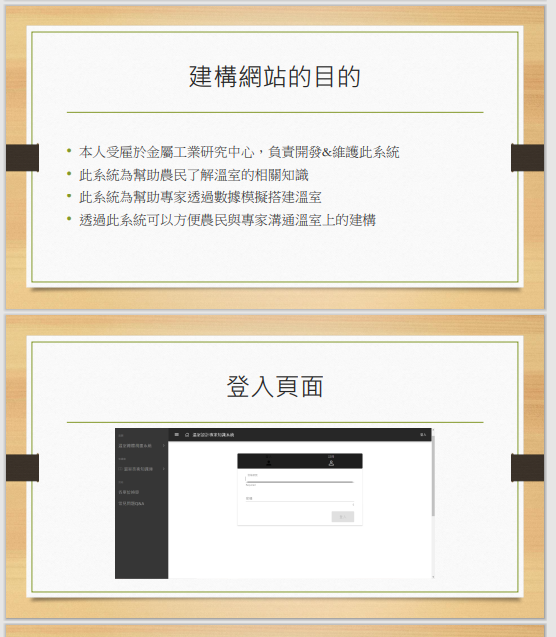 建構網站的目的
• 本人受雇於金屬工業研究中心，負責開發&維護此系統
• 此系統為幫助農民了解溫室的相關知識
• 此系統為幫助專家透過數據模擬搭建溫室
• 透過此系統可以方便農民與專家溝通溫室上的建構
登入頁面